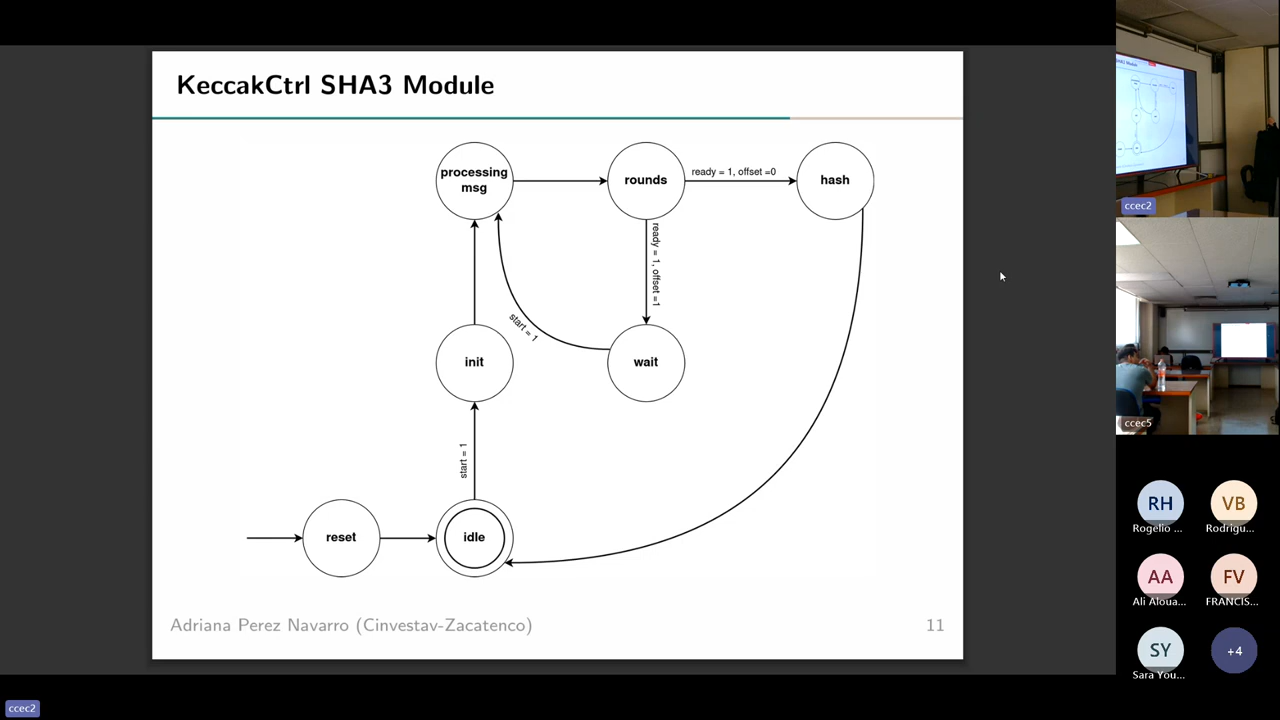 KeccakCtrl SHA3 Module
processing
msg
rounds
ready = 1, offset =0
hash
ready = 1, offset =1
start = 1
init
wait
start = 1
reset
idle
Adriana Perez Navarro (Cinvestav-Zacatenco)
11
ccec2
ccec5
RH
VB
Rogelio ...
Rodrigu...
AA
FV
Ali Aloua...
FRANCIS...
SY
+4
Sara You...
ccec2